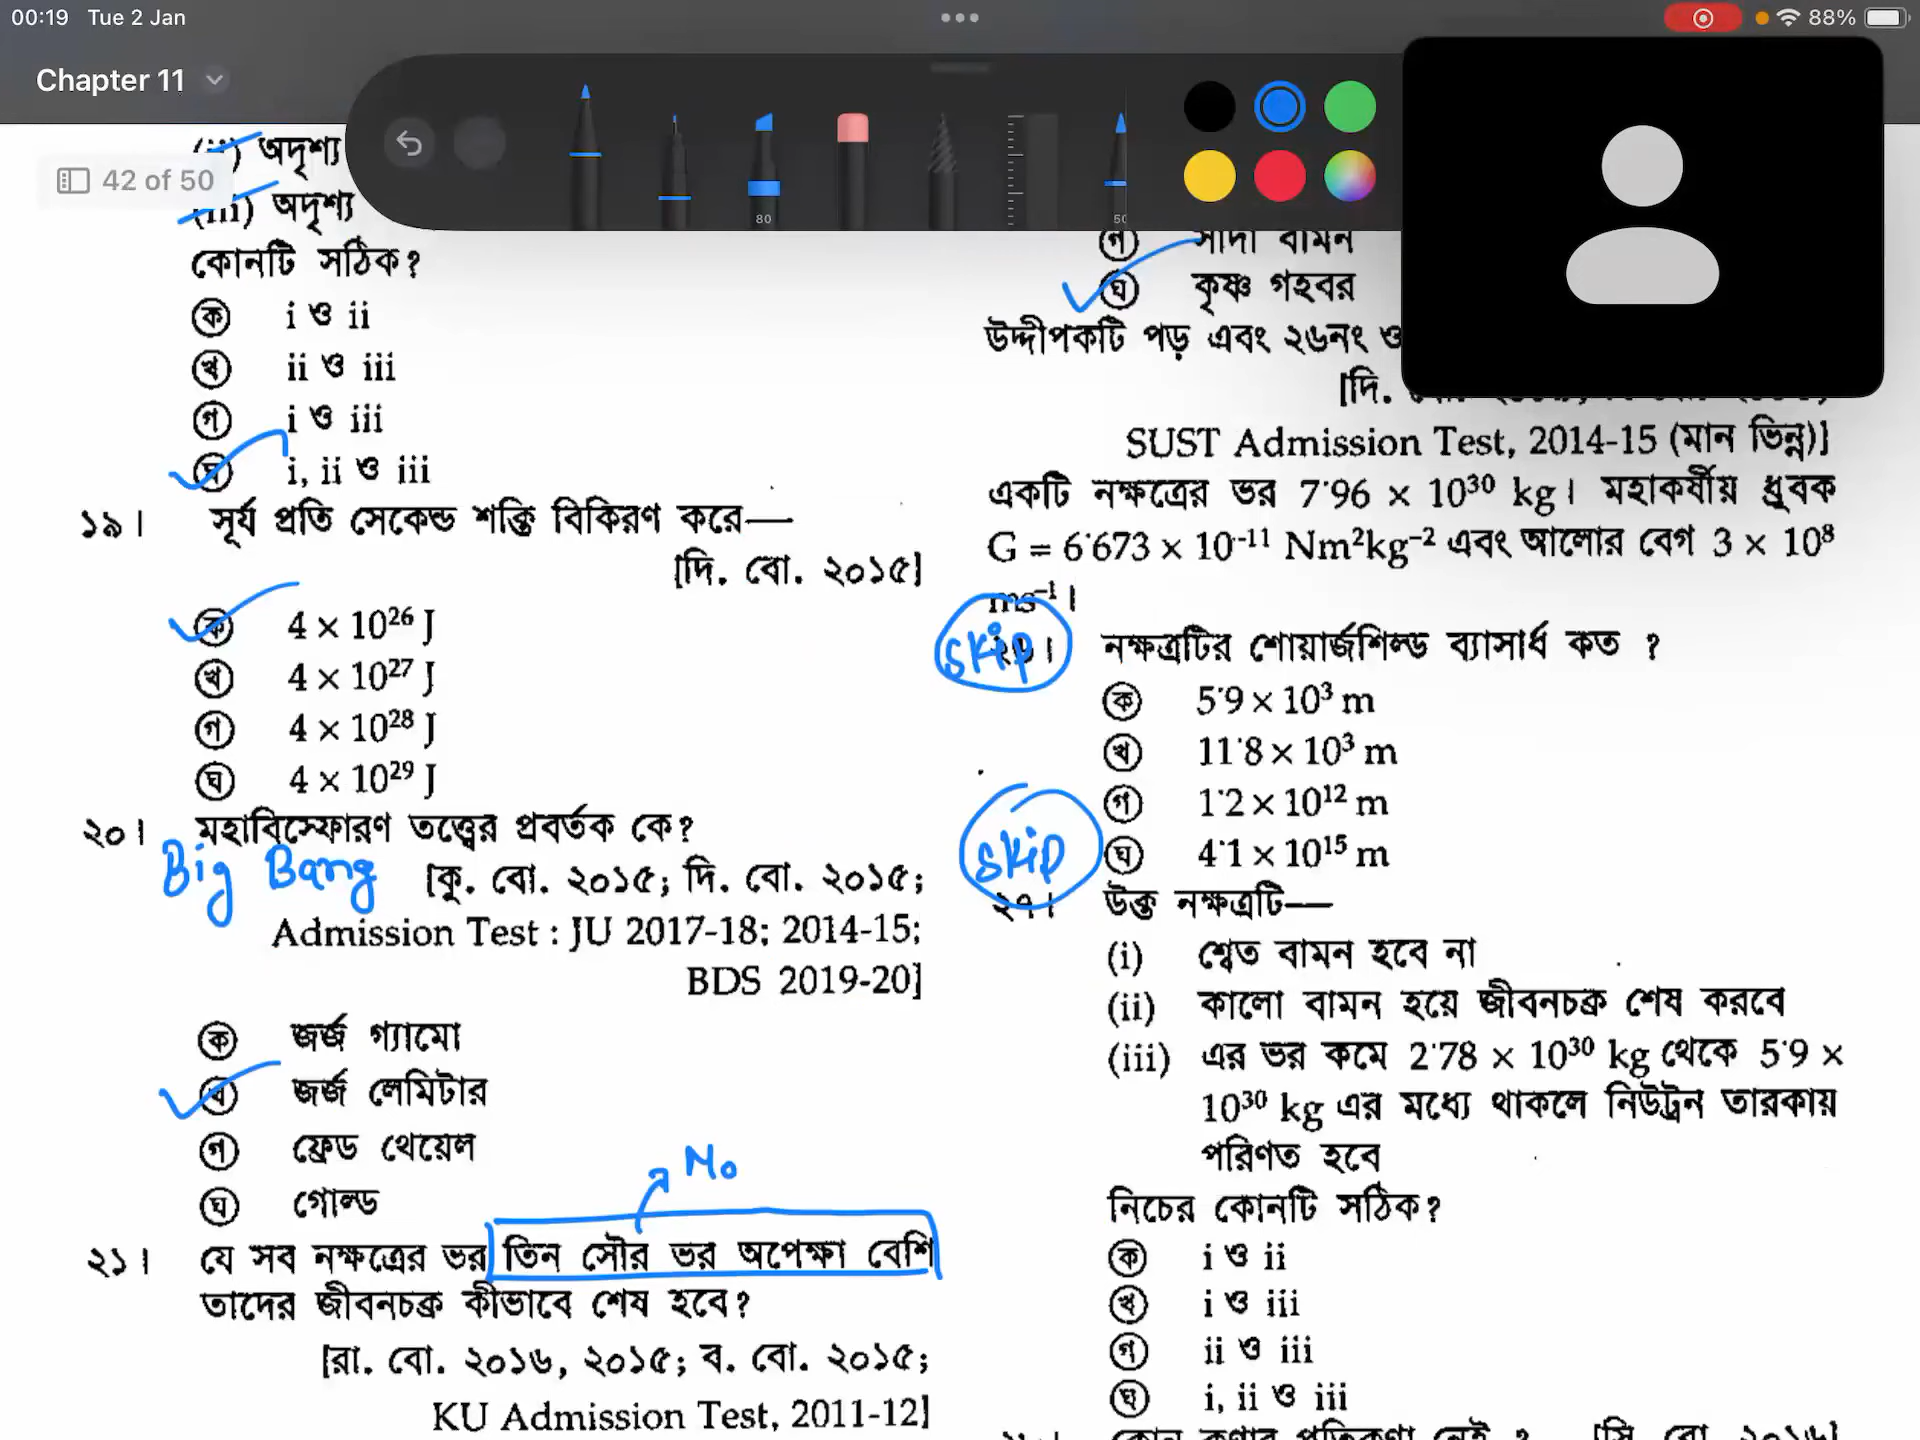 00:19 Tue 2 Jan
88%
Chapter 11
42 of 50
80
50
(ii) অদৃশ্য
(iii) অদৃশ্য
কোনটি সঠিক?
ক i ও ii
খ ii ও iii
গ i ও iii
ঘ i, ii ও iii
১৯। সূর্য প্রতি সেকেন্ড শক্তি বিকিরণ করে—
[দি. বো. ২০১৫]
ক 4 × 10²⁶ J
খ 4 × 10²⁷ J
গ 4 × 10²⁸ J
ঘ 4 × 10²⁹ J
২০। মহাবিস্ফোরণ তত্ত্বের প্রবর্তক কে?
Big Bang
[কু. বো. ২০১৫; দি. বো. ২০১৫;
Admission Test : JU 2017-18; 2014-15;
BDS 2019-20]
ক জর্জ গ্যামো
খ জর্জ লেমিটার
গ ফ্রেড থেয়েল
ঘ গোল্ড
Mo
২১। যে সব নক্ষত্রের ভর তিন সৌর ভর অপেক্ষা বেশি
তাদের জীবনচক্র কীভাবে শেষ হবে?
[রা. বো. ২০১৬, ২০১৫; ব. বো. ২০১৫;
KU Admission Test, 2011-12]
গ সাদা বামন
ঘ কৃষ্ণ গহবর
উদ্দীপকটি পড় এবং ২৬নং ও
[দি.
SUST Admission Test, 2014-15 (মান ভিন্ন)]
একটি নক্ষত্রের ভর 7·96 × 10³⁰ kg। মহাকর্ষীয় ধ্রুবক
G = 6·673 × 10⁻¹¹ Nm²kg⁻² এবং আলোর বেগ 3 × 10⁸
ms⁻¹।
skip
২৬। নক্ষত্রটির শোয়ার্জশিল্ড ব্যাসার্ধ কত ?
ক 5·9 × 10³ m
খ 11·8 × 10³ m
গ 1·2 × 10¹² m
ঘ 4·1 × 10¹⁵ m
skip
২৭। উক্ত নক্ষত্রটি—
(i) শ্বেত বামন হবে না
(ii) কালো বামন হয়ে জীবনচক্র শেষ করবে
(iii) এর ভর কমে 2·78 × 10³⁰ kg থেকে 5·9 ×
10³⁰ kg এর মধ্যে থাকলে নিউট্রন তারকায়
পরিণত হবে
নিচের কোনটি সঠিক?
ক i ও ii
খ i ও iii
গ ii ও iii
ঘ i, ii ও iii
কোন কণার প্রতিকণা নেই ?